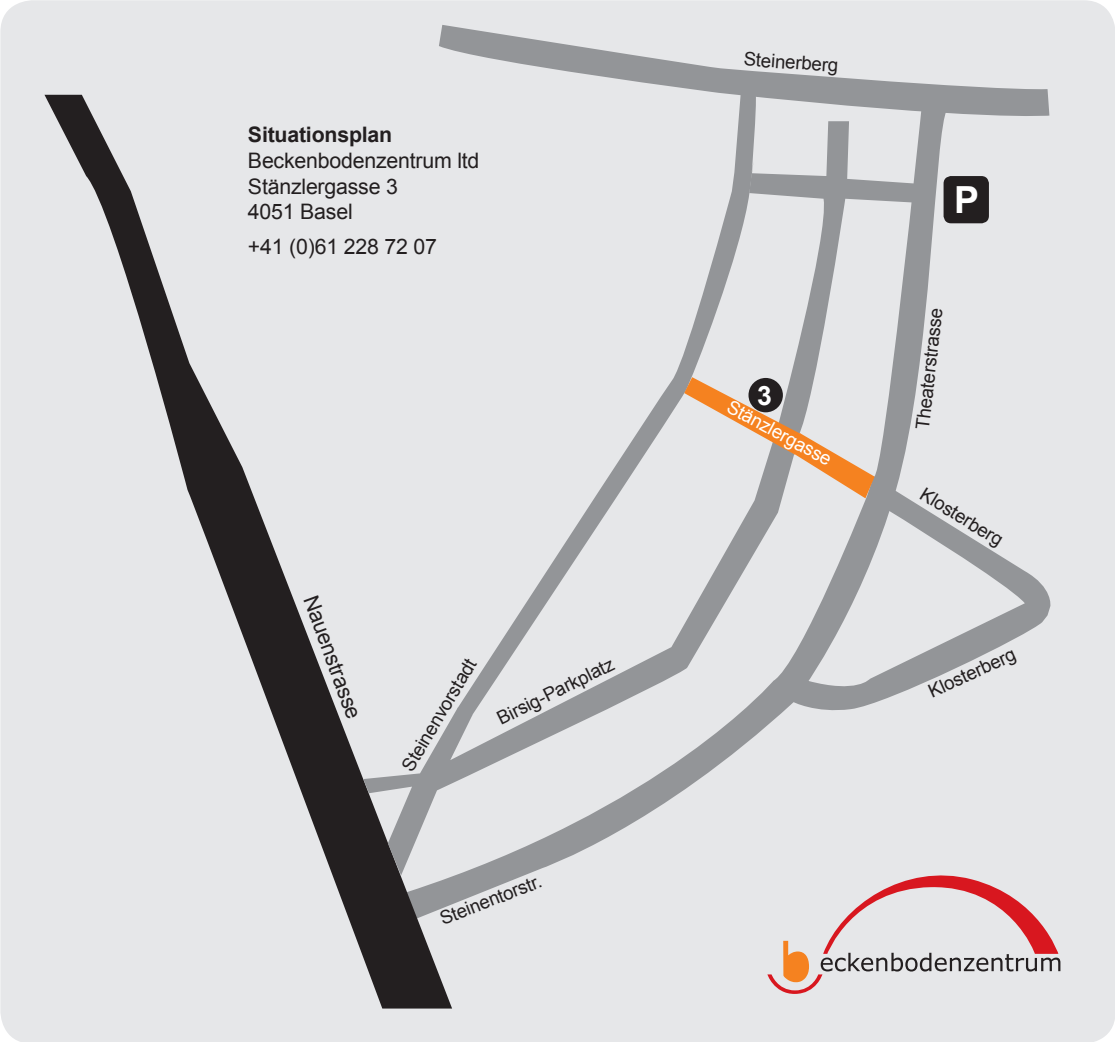 Steinerberg
Situationsplan
Beckenbodenzentrum ltd
Stänzlergasse 3
4051 Basel
+41 (0)61 228 72 07
P
Theaterstrasse
3
Stänzlergasse
Klosterberg
Nauenstrasse
Steinenvorstadt
Birsig-Parkplatz
Klosterberg
Steinentorstr.
beckenbodenzentrum